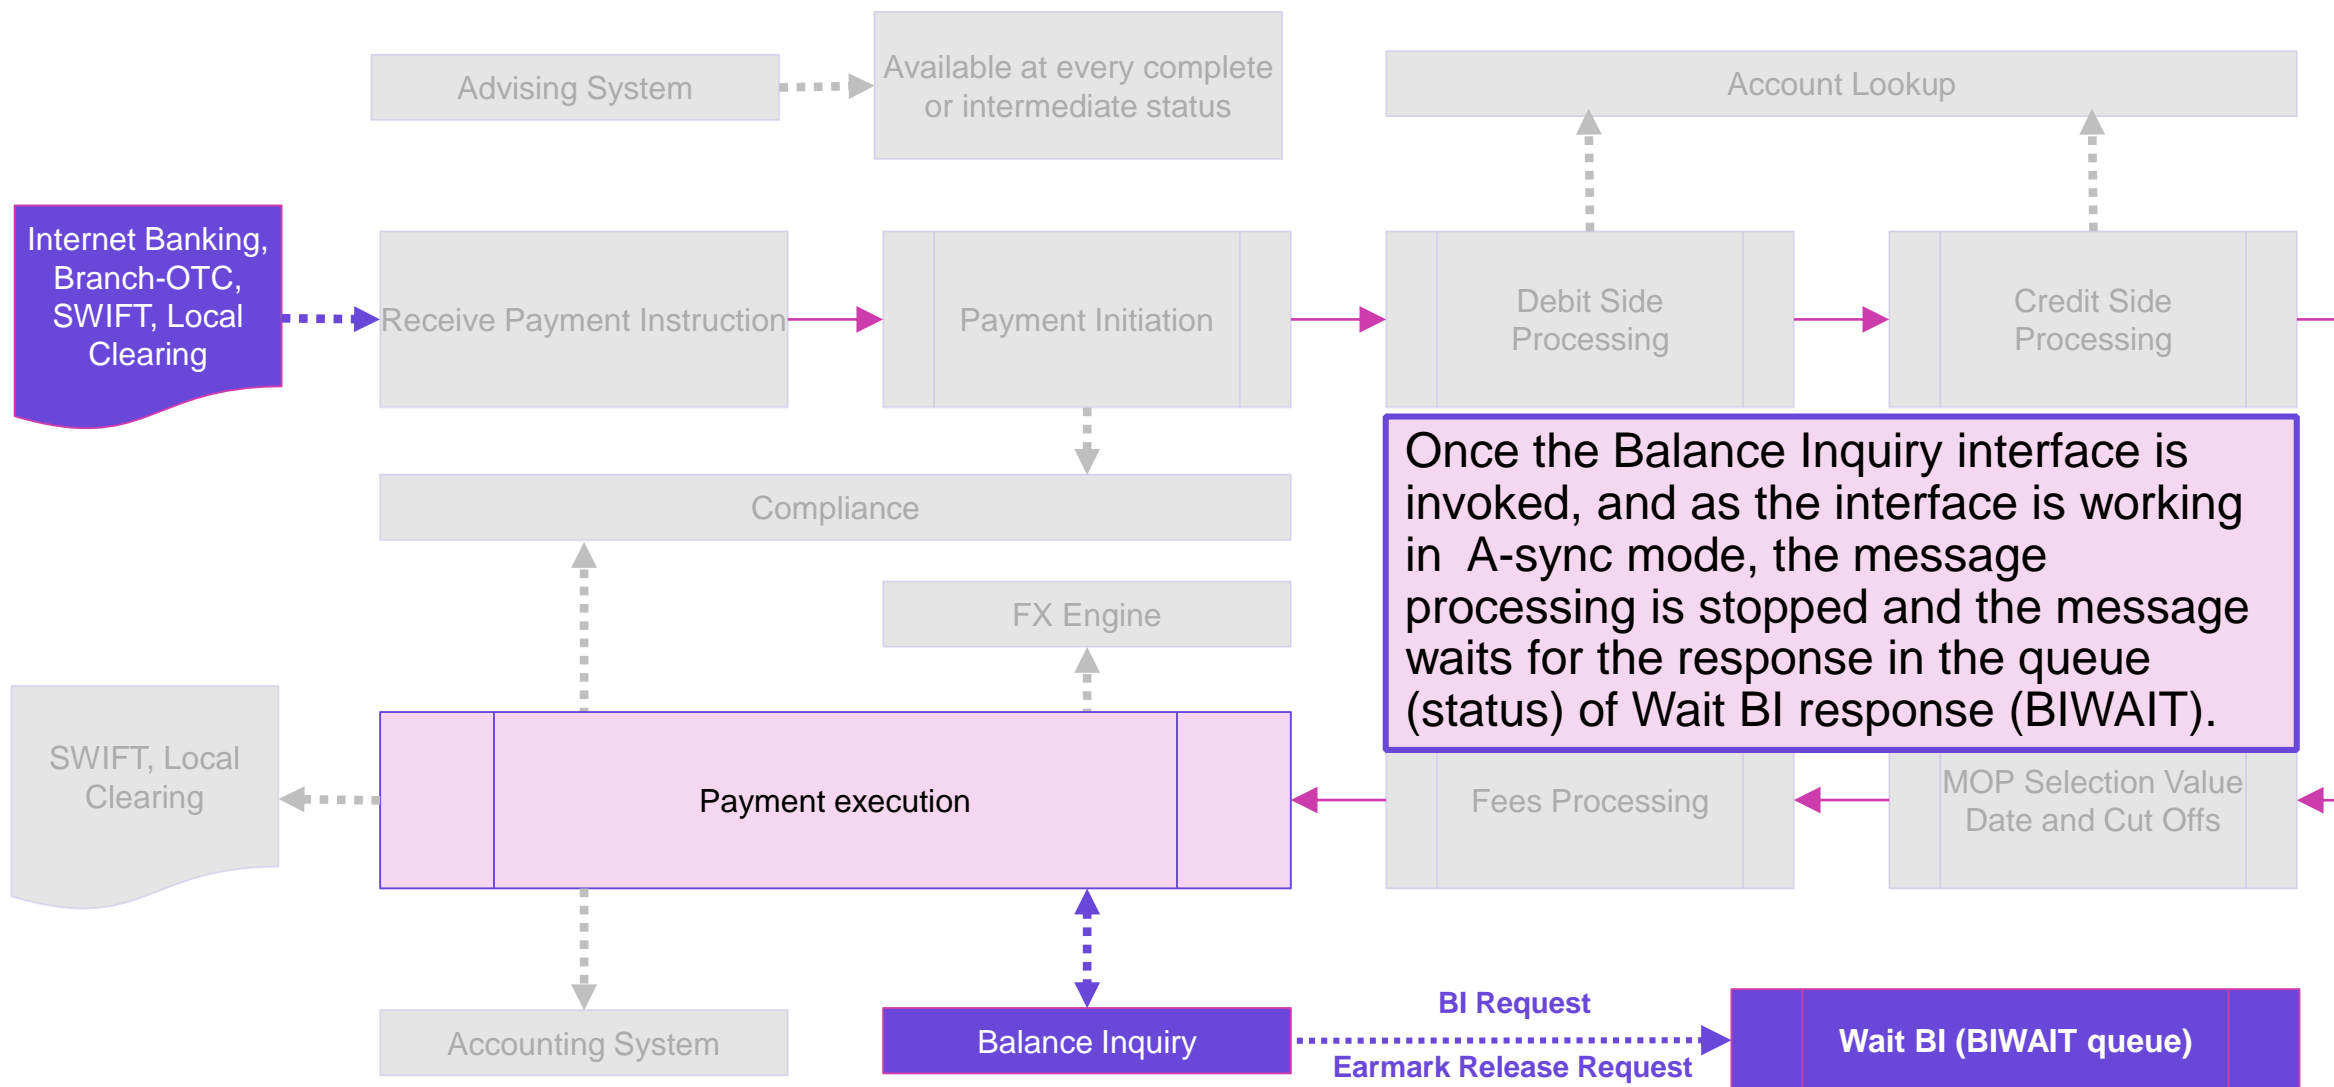 Advising System
Available at every complete
or intermediate status
Account Lookup
Internet Banking,
Branch-OTC,
SWIFT, Local
Clearing
Receive Payment Instruction
Payment Initiation
Debit Side
Processing
Credit Side
Processing
Compliance
Once the Balance Inquiry interface is
invoked, and as the interface is working
in  A-sync mode, the message
processing is stopped and the message
waits for the response in the queue
(status) of Wait BI response (BIWAIT).
FX Engine
SWIFT, Local
Clearing
Payment execution
Fees Processing
MOP Selection Value
Date and Cut Offs
Accounting System
Balance Inquiry
BI Request
Earmark Release Request
Wait BI (BIWAIT queue)